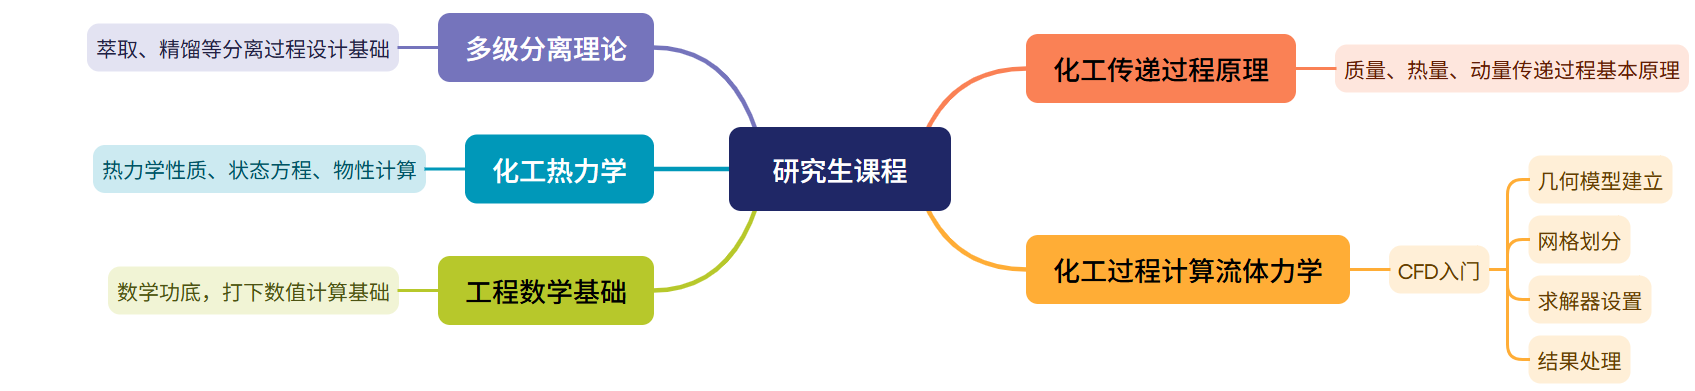 研究生课程
化工传递过程原理
质量、热量、动量传递过程基本原理
化工过程计算流体力学
CFD入门
几何模型建立
网格划分
求解器设置
结果处理
多级分离理论
萃取、精馏等分离过程设计基础
化工热力学
热力学性质、状态方程、物性计算
工程数学基础
数学功底，打下数值计算基础